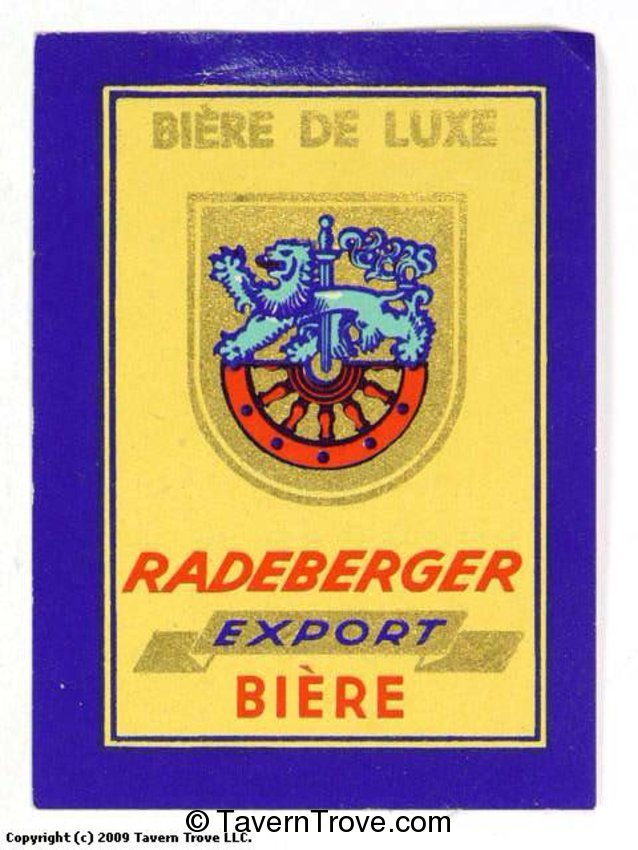 BIÈRE DE LUXE
RADEBERGER
EXPORT
BIÈRE
© TavernTrove.com
Copyright (c) 2009 Tavern Trove LLC.